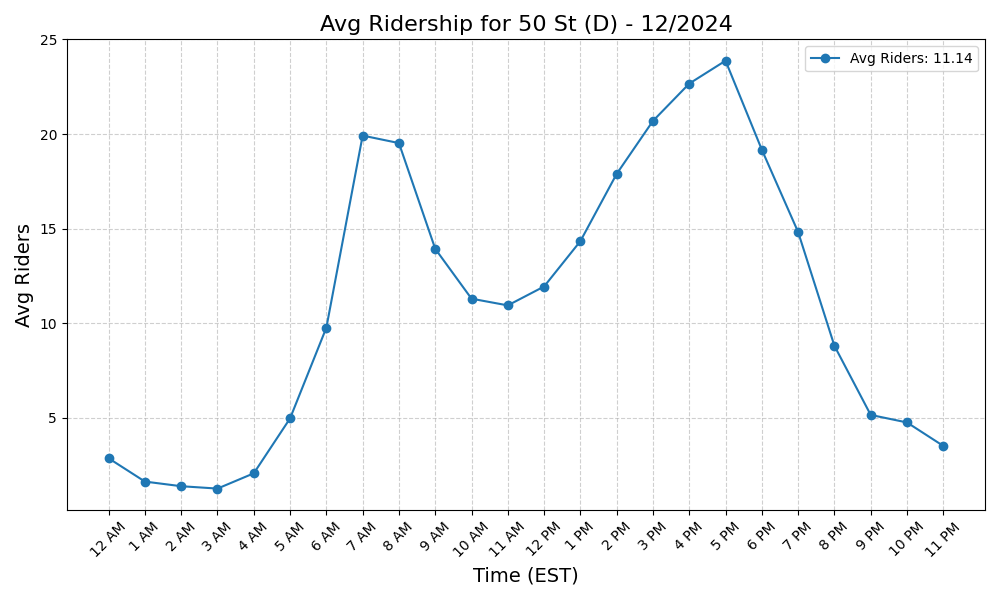 Avg Ridership for 50 St (D) - 12/2024
Avg Riders: 11.14
Avg Riders
25
20
15
10
5
12 AM
1 AM
2 AM
3 AM
4 AM
5 AM
6 AM
7 AM
8 AM
9 AM
10 AM
11 AM
12 PM
1 PM
2 PM
3 PM
4 PM
5 PM
6 PM
7 PM
8 PM
9 PM
10 PM
11 PM
Time (EST)